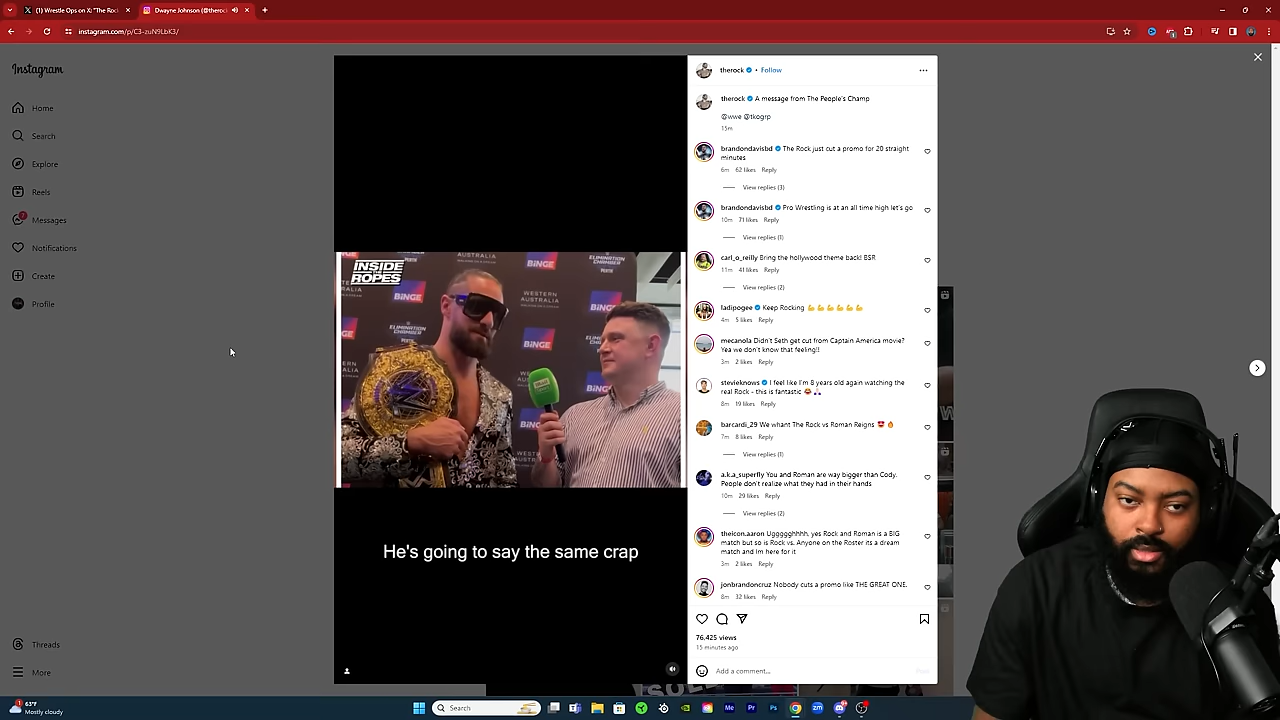 (1) Wrestle Ops on X: "The Roc
Dwayne Johnson (@theroc
instagram.com/p/C3-zuN9LbK3/
Instagram
Home
Search
Explore
Reels
Messages
Notifications
Create
Profile
Threads
More
INSIDE
ROPES
BiNGE
ELIMINATION
CHAMBER
PERTH
WESTERN
AUSTRALIA
He's going to say the same crap
therock • Follow
therock A message from The People's Champ
@wwe @tkogrp
15m
brandondavisbd The Rock just cut a promo for 20 straight
minutes
6m 62 likes Reply
View replies (3)
brandondavisbd Pro Wrestling is at an all time high let's go
10m 71 likes Reply
View replies (1)
carl_o_reilly Bring the hollywood theme back! BSR
11m 41 likes Reply
View replies (2)
ladipogee Keep Rocking 💪💪💪💪💪💪
4m 5 likes Reply
mecanola Didn't Seth get cut from Captain America movie?
Yea we don't know that feeling!!
3m 2 likes Reply
stevieknows I feel like I'm 8 years old again watching the
real Rock - this is fantastic
8m 19 likes Reply
barcardi_29 We whant The Rock vs Roman Reigns 😍🔥
7m 8 likes Reply
View replies (1)
a.k.a_superfly You and Roman are way bigger than Cody.
People don't realize what they had in their hands
10m 29 likes Reply
View replies (2)
theicon.aaron Uggggghhhh, yes Rock and Roman is a BIG
match but so is Rock vs. Anyone on the Roster its a dream
match and Im here for it
3m 2 likes Reply
jonbrandoncruz Nobody cuts a promo like THE GREAT ONE.
8m 32 likes Reply
76,425 views
15 minutes ago
Add a comment...
Post
63°F
Mostly cloudy
Search